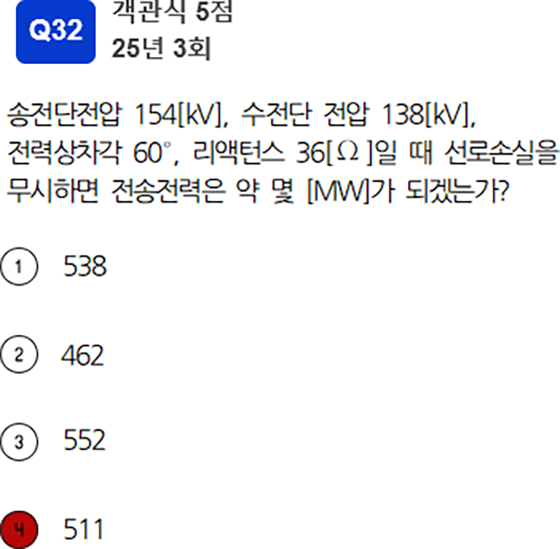 Q32
객관식 5점
25년 3회
송전단전압 154[kV], 수전단 전압 138[kV],
전력상차각 60°, 리액턴스 36[Ω]일 때 선로손실을
무시하면 전송전력은 약 몇 [MW]가 되겠는가?
① 538
② 462
③ 552
④ 511